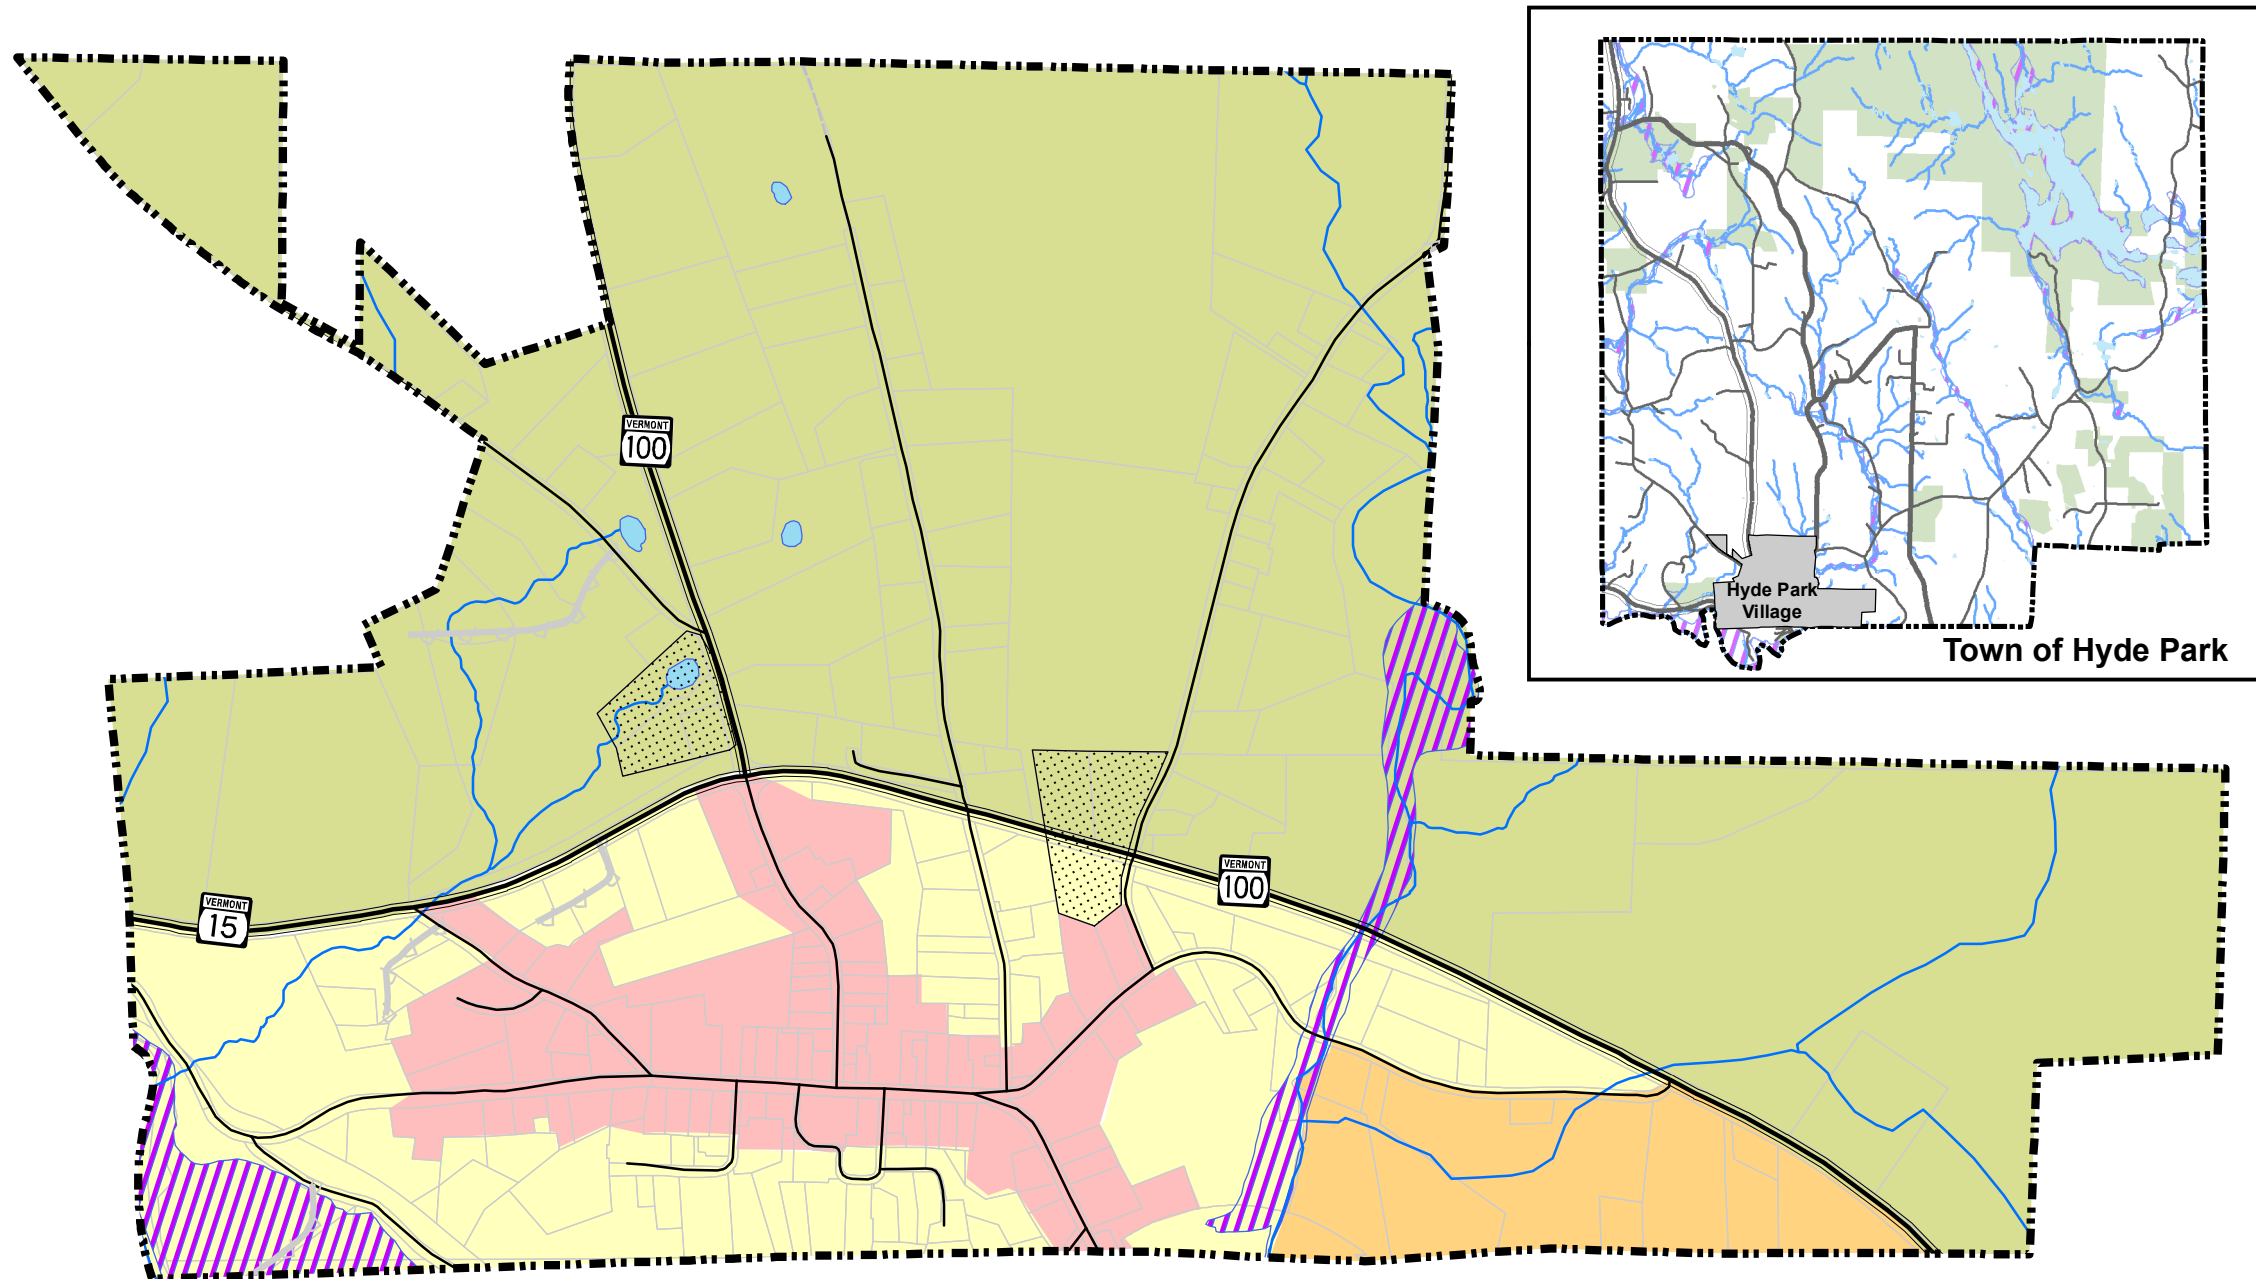 VERMONT
100
VERMONT
15
VERMONT
100
Hyde Park
Village
Town of Hyde Park